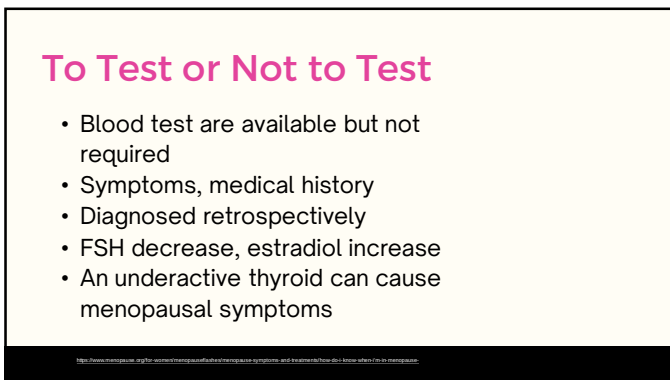 To Test or Not to Test
• Blood test are available but not
required
• Symptoms, medical history
• Diagnosed retrospectively
• FSH decrease, estradiol increase
• An underactive thyroid can cause
menopausal symptoms
https://www.menopause.org/for-women/menopauseflashes/menopause-symptoms-and-treatments/how-do-i-know-when-i'm-in-menopause-